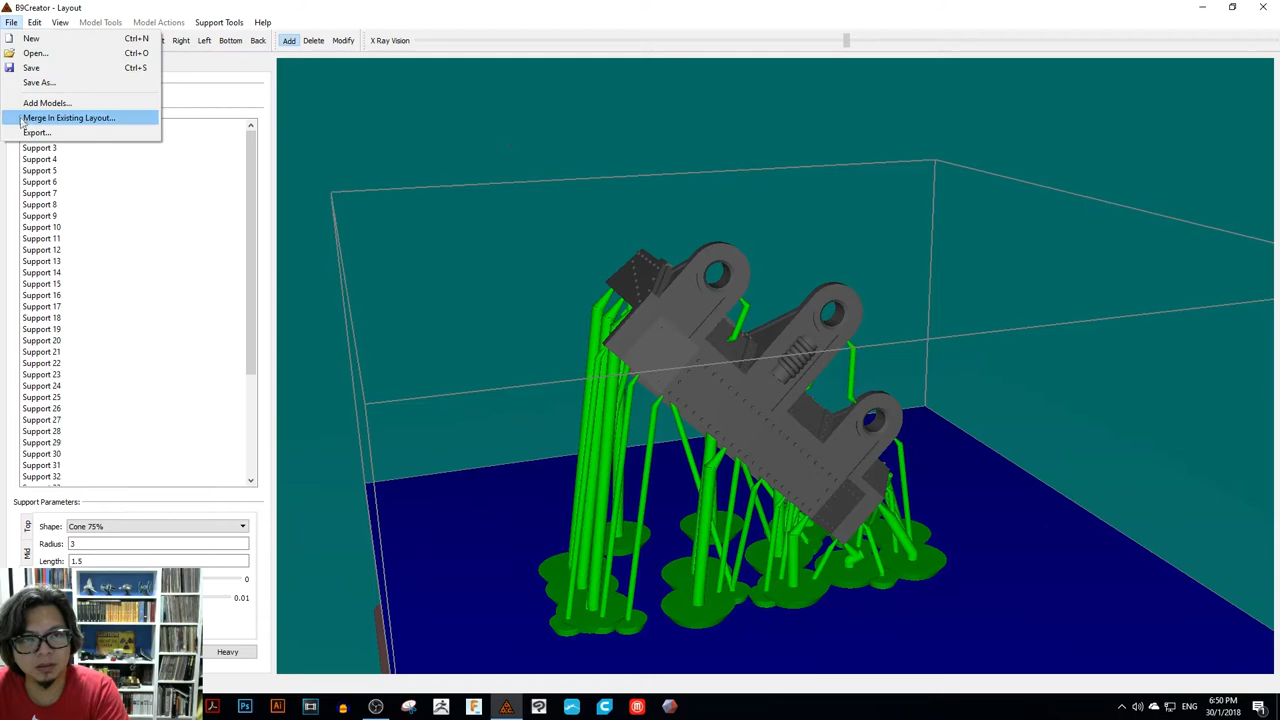 B9Creator - Layout
File Edit View Model Tools Model Actions Support Tools Help
New Ctrl+N
Open... Ctrl+O
Save Ctrl+S
Save As...
Add Models...
Merge In Existing Layout...
Export...
Right Left Bottom Back Add Delete Modify X Ray Vision
Support 3
Support 4
Support 5
Support 6
Support 7
Support 8
Support 9
Support 10
Support 11
Support 12
Support 13
Support 14
Support 15
Support 16
Support 17
Support 18
Support 19
Support 20
Support 21
Support 22
Support 23
Support 24
Support 25
Support 26
Support 27
Support 28
Support 29
Support 30
Support 31
Support 32
Support Parameters:
Top
Shape: Cone 75%
Radius: 3
Mid
Length: 1.5
0
0.01
Heavy
Ps
Ai
F
ENG
6:50 PM
30/1/2018